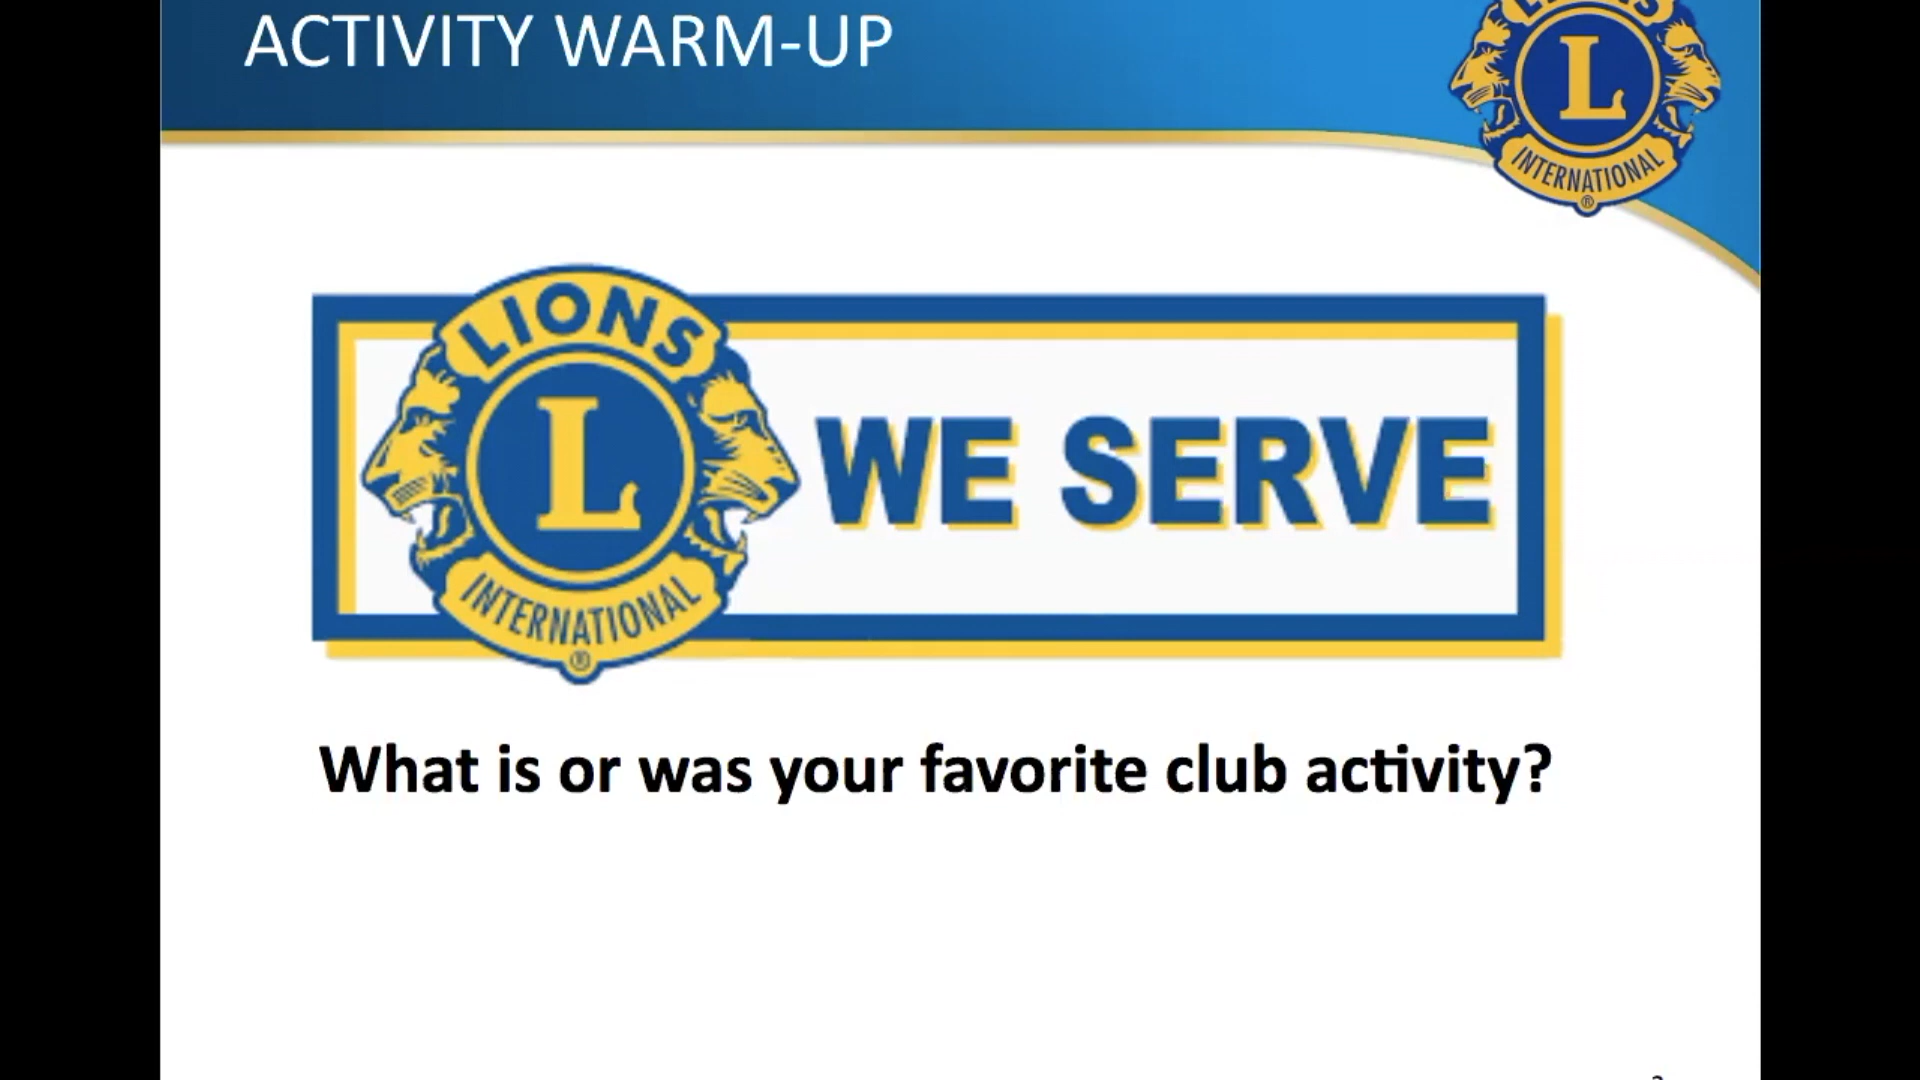 ACTIVITY WARM-UP
LIONS
L
INTERNATIONAL
®
LIONS
L
WE SERVE
INTERNATIONAL
®
What is or was your favorite club activity?